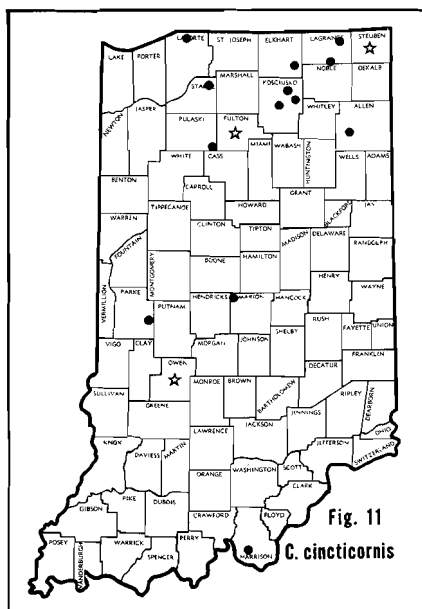 LAPORTE ST JOSEPH ELKHART LAGRANGE STEUBEN
LAKE PORTER
NOBLE DEKALB
MARSHALL KOSCIUSKO
STARKE
WHITLEY ALLEN
NEWTON JASPER
PULASKI FULTON
MIAMI WABASH HUNTINGTON
WELLS ADAMS
WHITE CASS
BENTON
CARROLL GRANT
BLACKFORD JAY
HOWARD
WARREN TIPPECANOE
CLINTON TIPTON
MADISON DELAWARE
RANDOLPH
FOUNTAIN
BOONE HAMILTON
MONTGOMERY
HENRY WAYNE
VERMILLION PARKE
HENDRICKS MARION HANCOCK
PUTNAM
RUSH FAYETTE UNION
SHELBY
VIGO CLAY MORGAN JOHNSON
FRANKLIN
OWEN DECATUR
MONROE BROWN BARTHOLOMEW
SULLIVAN
RIPLEY DEARBORN
GREENE
JENNINGS
JACKSON
OHIO
LAWRENCE JEFFERSON SWITZERLAND
KNOX DAVIESS MARTIN
WASHINGTON SCOTT
ORANGE
CLARK
PIKE DUBOIS
GIBSON
CRAWFORD FLOYD
Fig. 11
POSEY VANDERBURGH WARRICK SPENCER PERRY
HARRISON
C. cincticornis